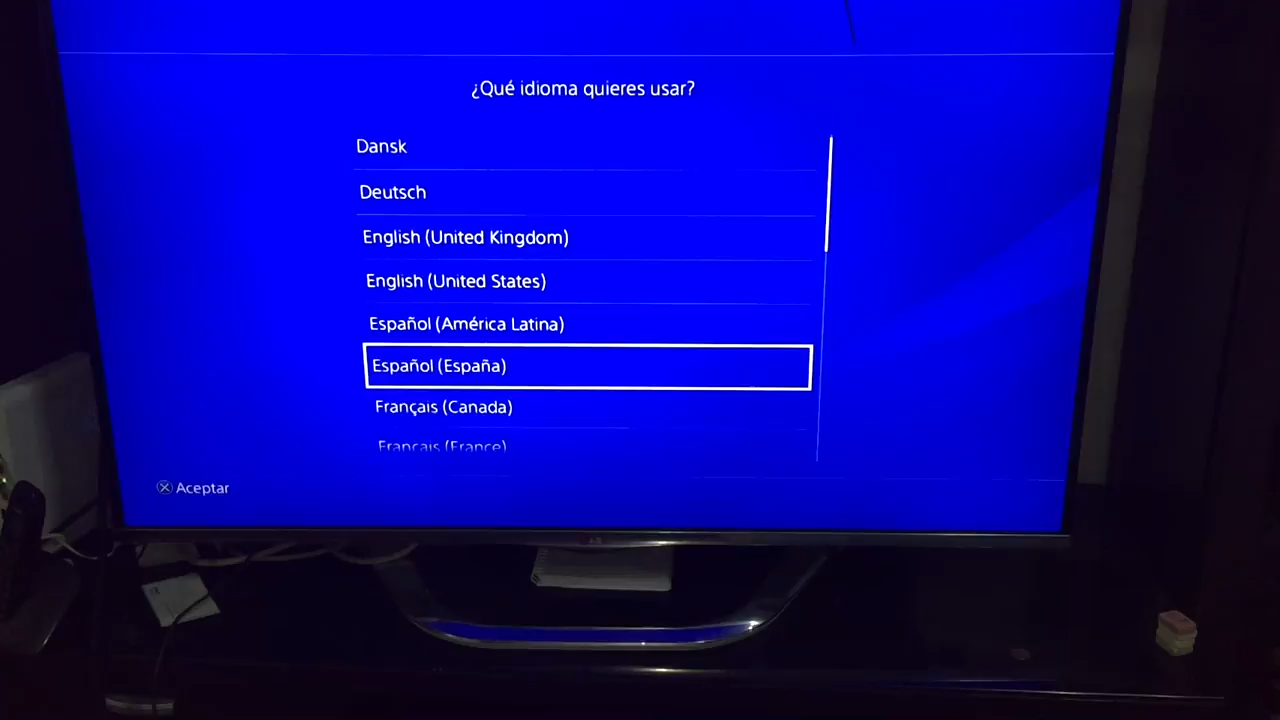 ¿Qué idioma quieres usar?
Dansk
Deutsch
English (United Kingdom)
English (United States)
Español (América Latina)
Español (España)
Français (Canada)
Français (France)
Aceptar
LG